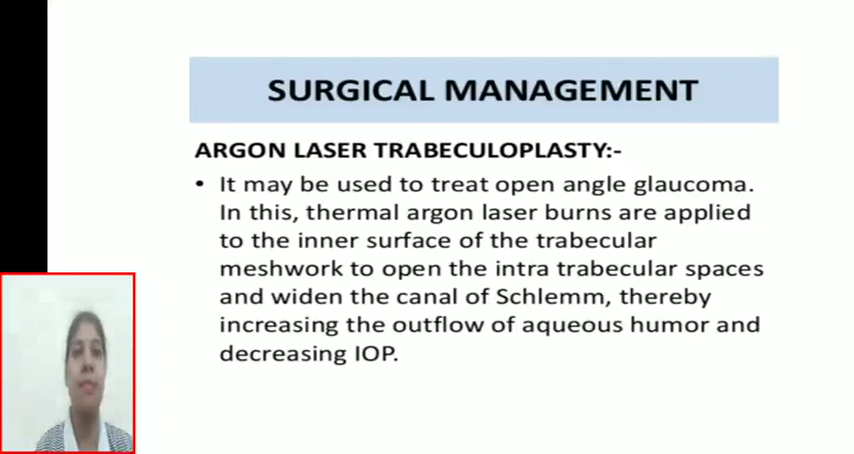 SURGICAL MANAGEMENT
ARGON LASER TRABECULOPLASTY:-
• It may be used to treat open angle glaucoma.
In this, thermal argon laser burns are applied
to the inner surface of the trabecular
meshwork to open the intra trabecular spaces
and widen the canal of Schlemm, thereby
increasing the outflow of aqueous humor and
decreasing IOP.